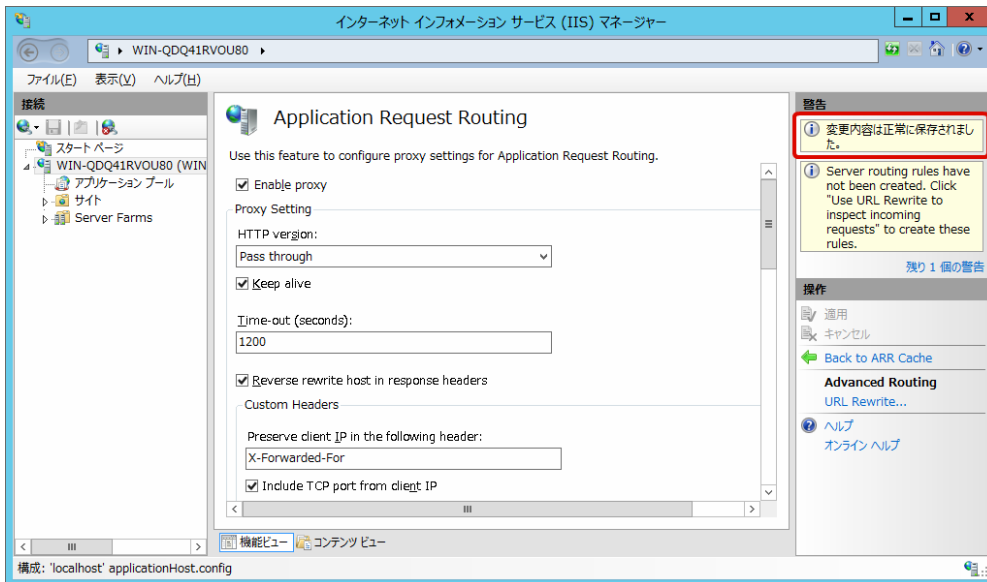 インターネット インフォメーション サービス (IIS) マネージャー
WIN-QDQ41RVOU80
ファイル(F) 表示(V) ヘルプ(H)
接続
スタート ページ
WIN-QDQ41RVOU80 (WIN
アプリケーション プール
サイト
Server Farms
Application Request Routing
Use this feature to configure proxy settings for Application Request Routing.
Enable proxy
Proxy Setting
HTTP version:
Pass through
Keep alive
Time-out (seconds):
1200
Reverse rewrite host in response headers
Custom Headers
Preserve client IP in the following header:
X-Forwarded-For
Include TCP port from client IP
機能ビュー コンテンツ ビュー
警告
変更内容は正常に保存されまし
た。
Server routing rules have
not been created. Click
"Use URL Rewrite to
inspect incoming
requests" to create these
rules.
残り 1 個の警告
操作
適用
キャンセル
Back to ARR Cache
Advanced Routing
URL Rewrite...
ヘルプ
オンライン ヘルプ
構成: 'localhost' applicationHost.config